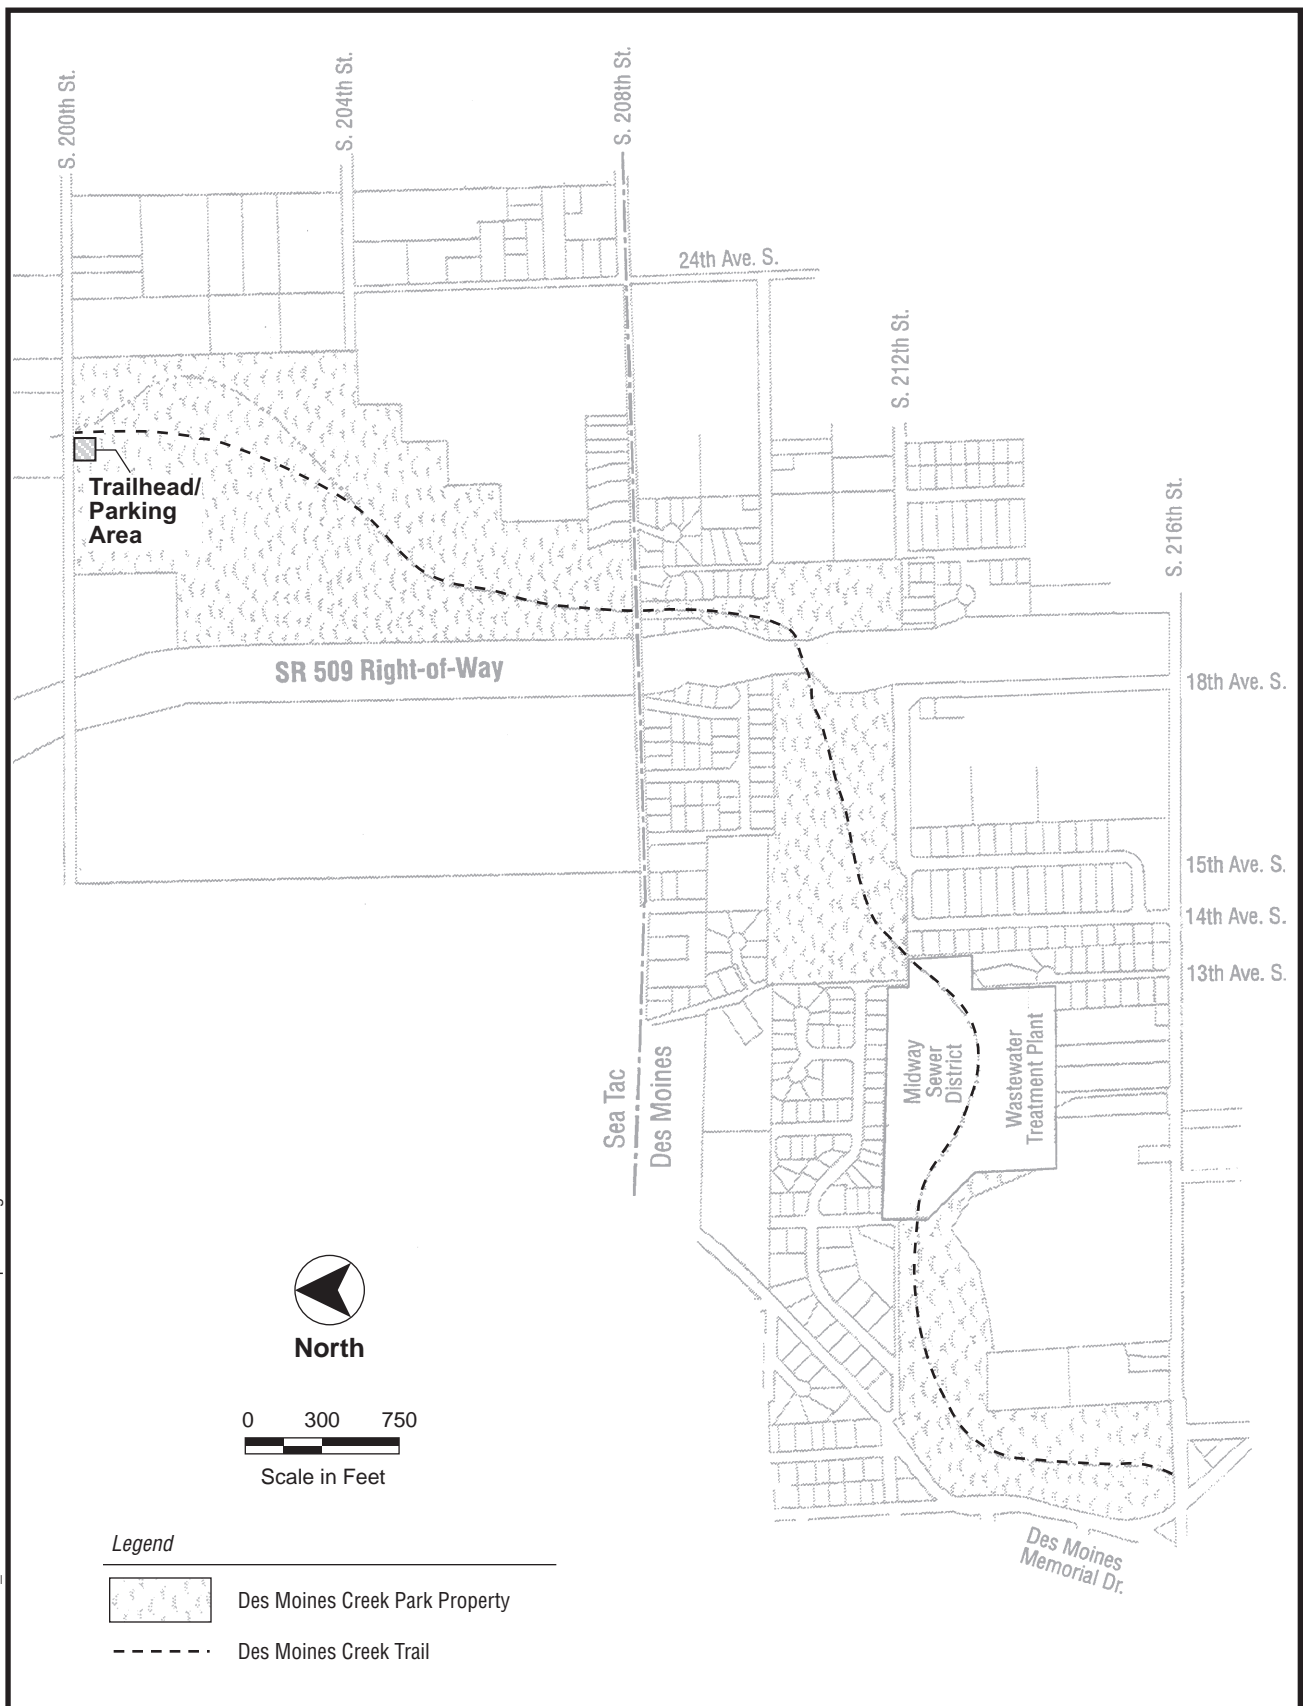 S. 200th St.
S. 204th St.
S. 208th St.
24th Ave. S.
S. 212th St.
S. 216th St.
Trailhead/
Parking
Area
SR 509 Right-of-Way
18th Ave. S.
15th Ave. S.
14th Ave. S.
13th Ave. S.
Sea Tac
Des Moines
Midway
Sewer
District
Wastewater
Treatment Plant
North
0 300 750
Scale in Feet
Des Moines
Memorial Dr.
Legend
Des Moines Creek Park Property
Des Moines Creek Trail